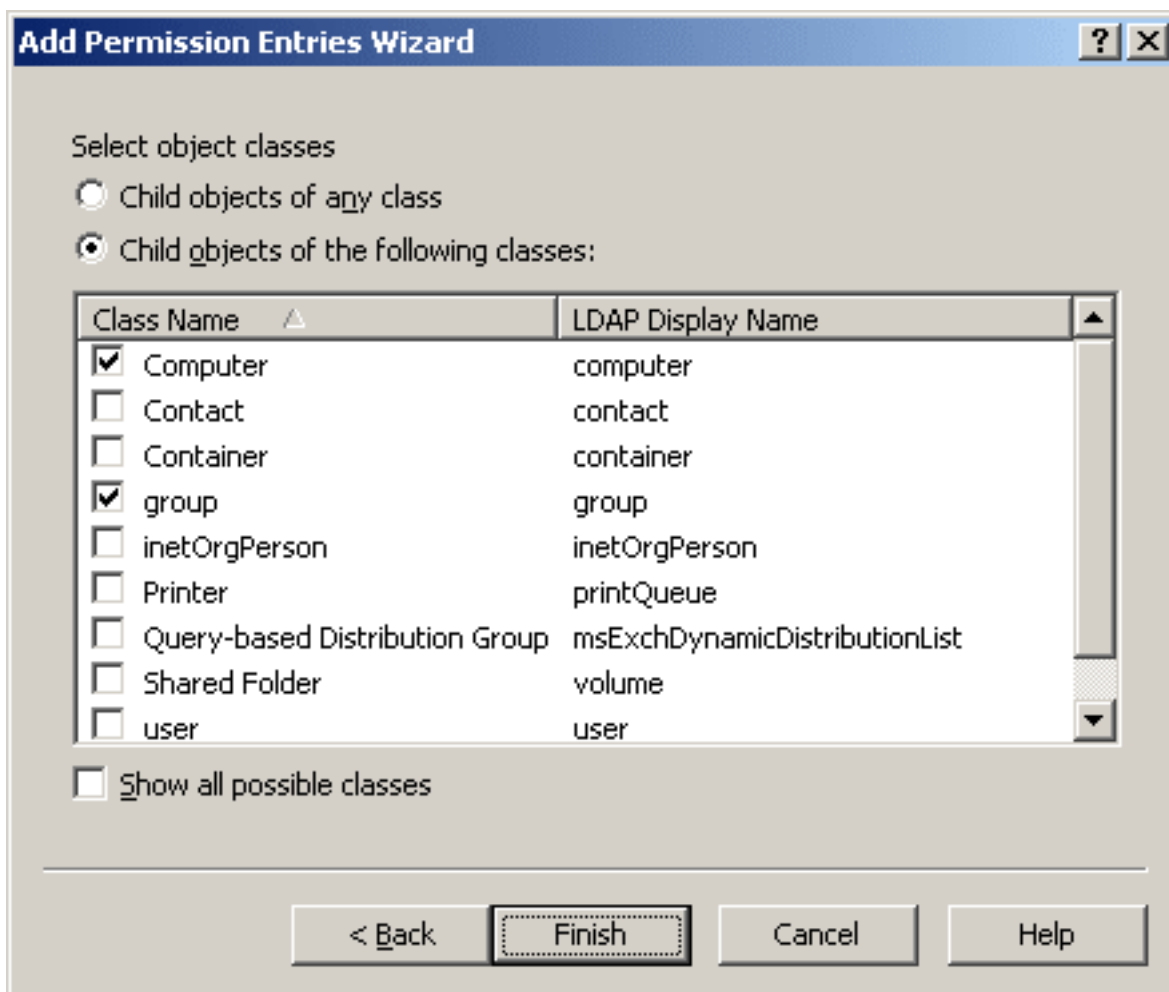 Add Permission Entries Wizard
Select object classes
Child objects of any class
Child objects of the following classes:
Class Name LDAP Display Name
Computer computer
Contact contact
Container container
group group
inetOrgPerson inetOrgPerson
Printer printQueue
Query-based Distribution Group msExchDynamicDistributionList
Shared Folder volume
user user
Show all possible classes
< Back Finish Cancel Help